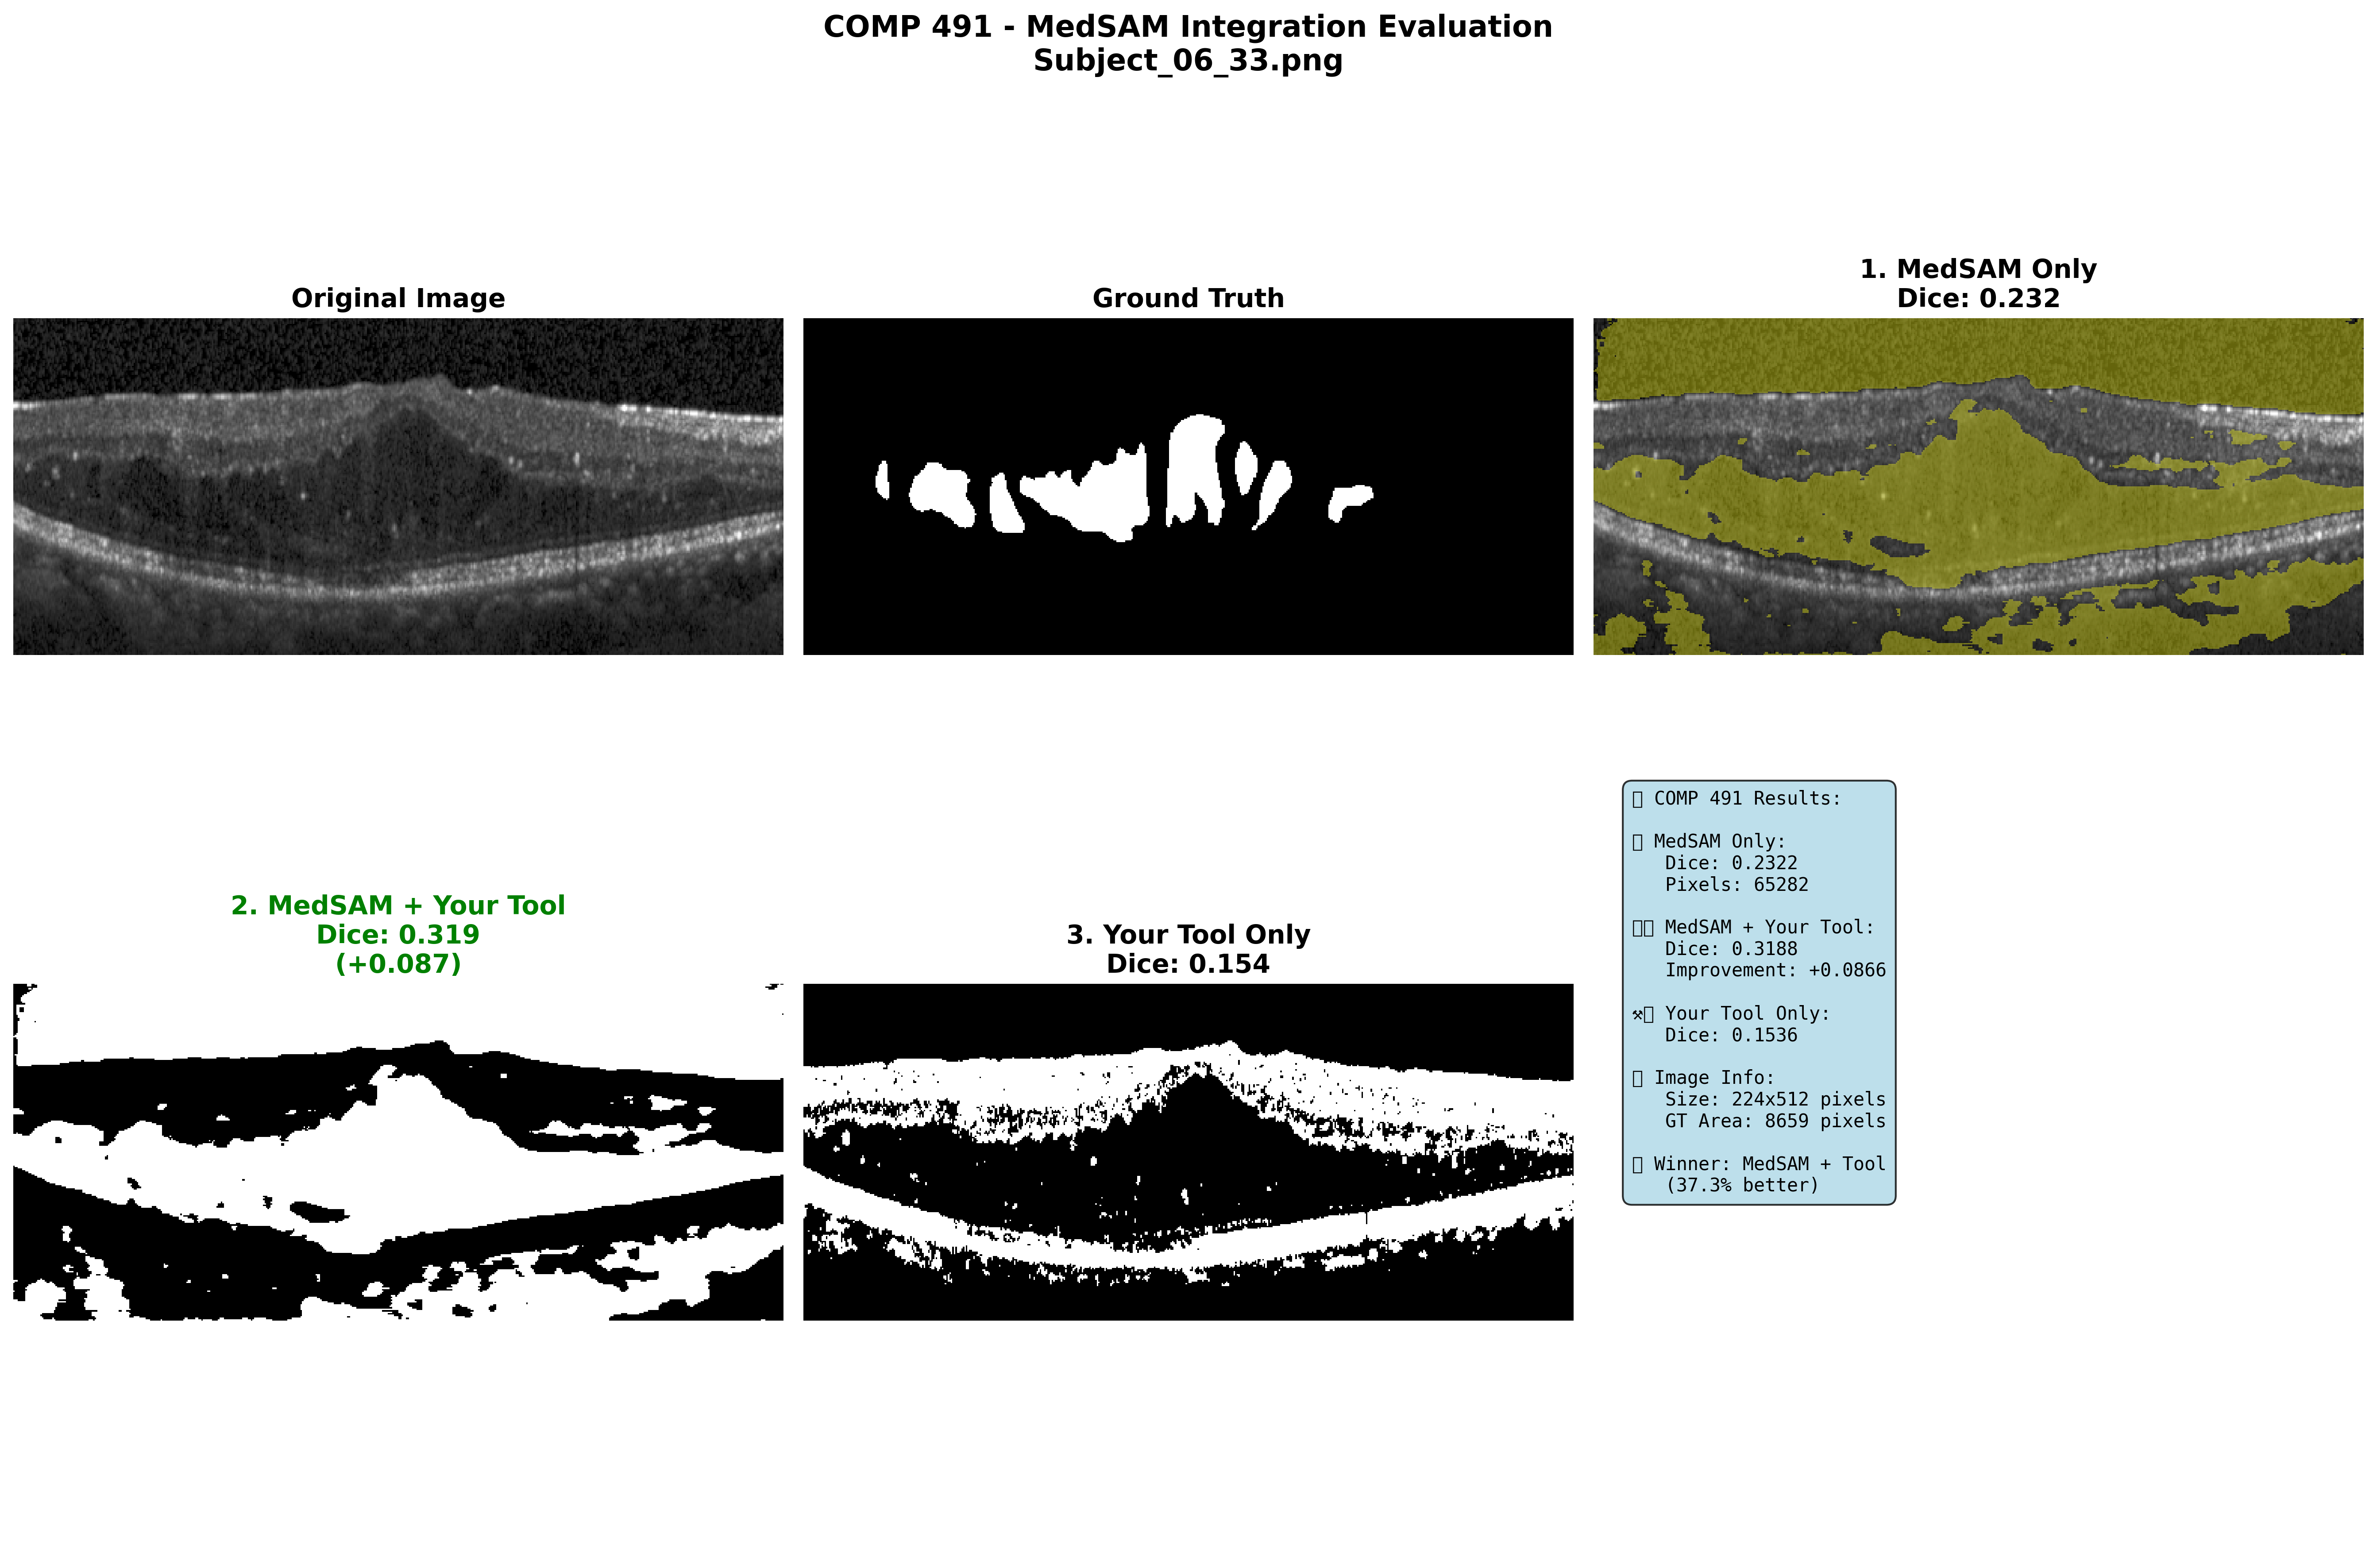 COMP 491 - MedSAM Integration Evaluation
Subject_06_33.png
Original Image
Ground Truth
1. MedSAM Only
Dice: 0.232
2. MedSAM + Your Tool
Dice: 0.319
(+0.087)
3. Your Tool Only
Dice: 0.154
COMP 491 Results:
MedSAM Only:
Dice: 0.2322
Pixels: 65282
MedSAM + Your Tool:
Dice: 0.3188
Improvement: +0.0866
⚒ Your Tool Only:
Dice: 0.1536
Image Info:
Size: 224x512 pixels
GT Area: 8659 pixels
Winner: MedSAM + Tool
(37.3% better)